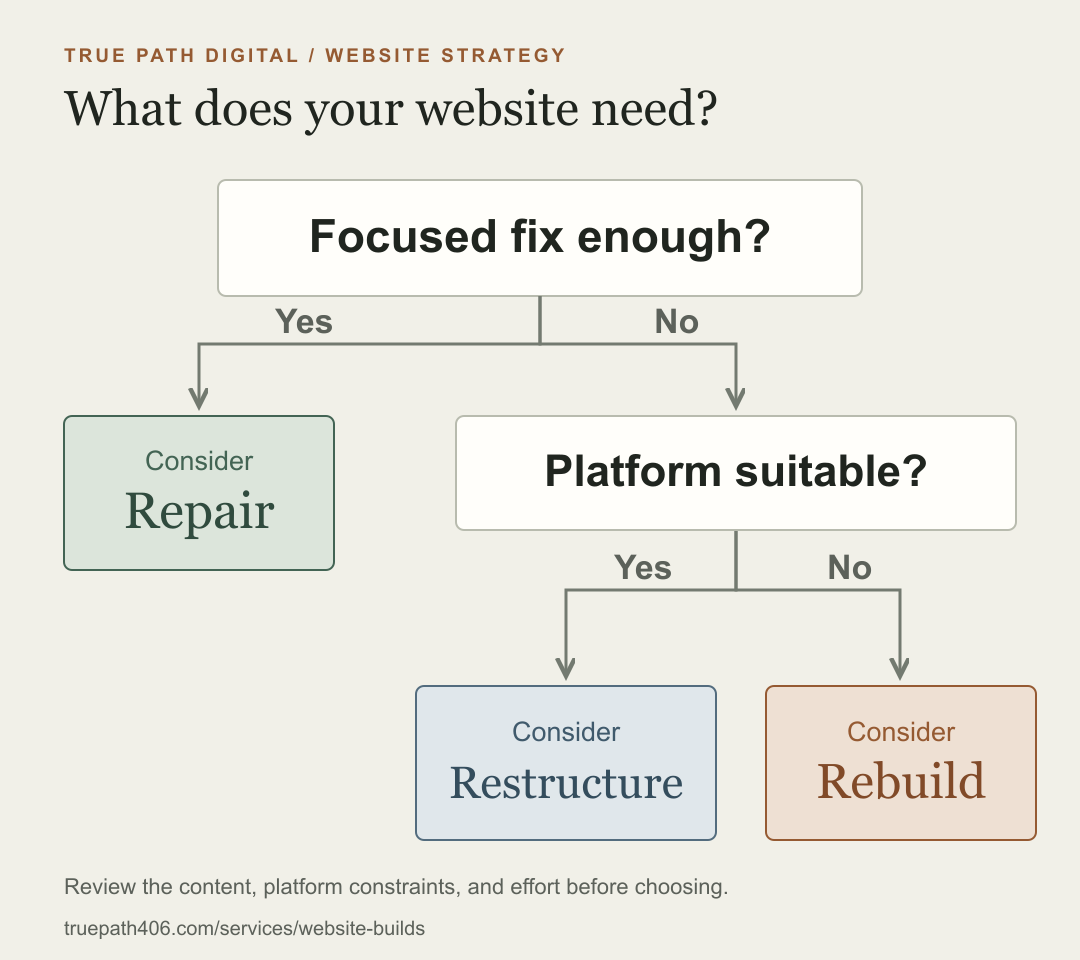 TRUE PATH DIGITAL / WEBSITE STRATEGY
What does your website need?
Focused fix enough?
Yes
No
Consider
Repair
Platform suitable?
Yes
No
Consider
Restructure
Consider
Rebuild
Review the content, platform constraints, and effort before choosing.
truepath406.com/services/website-builds